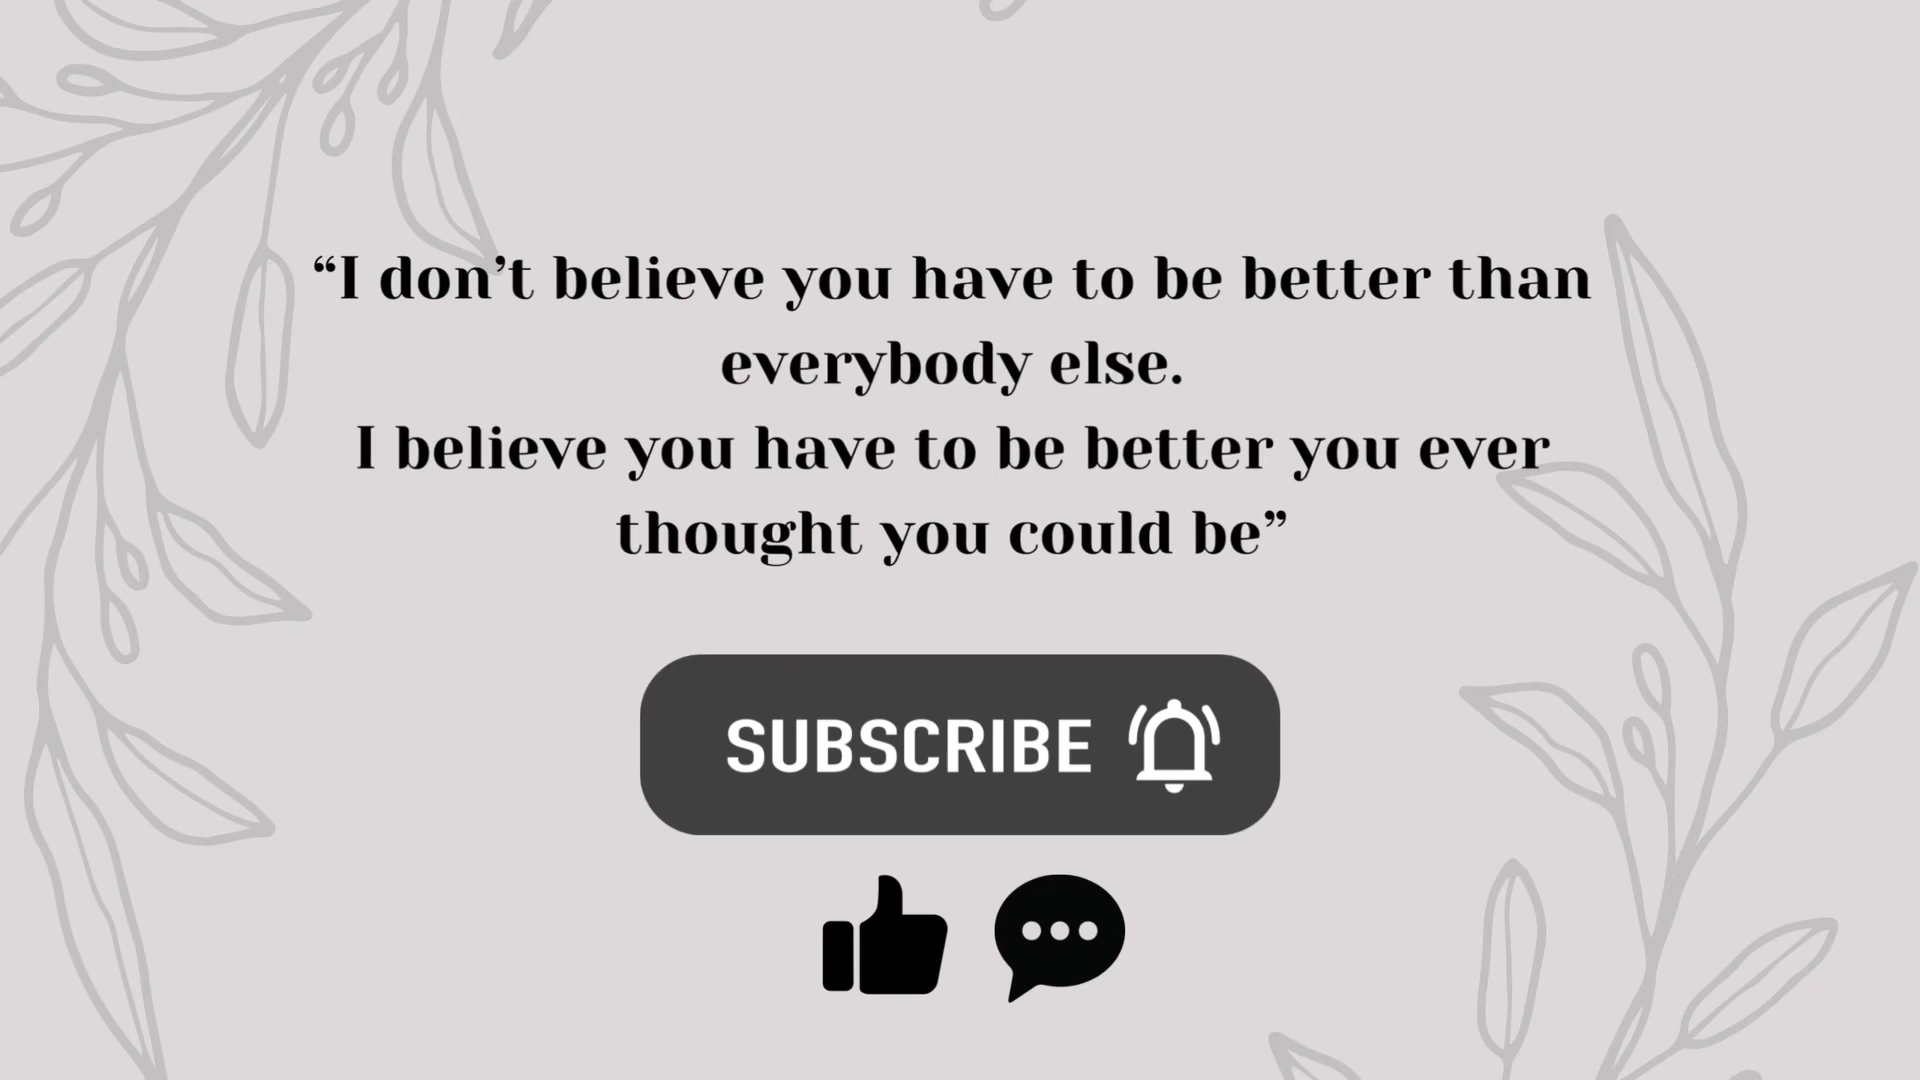 “I don’t believe you have to be better than
everybody else.
I believe you have to be better you ever
thought you could be”
SUBSCRIBE